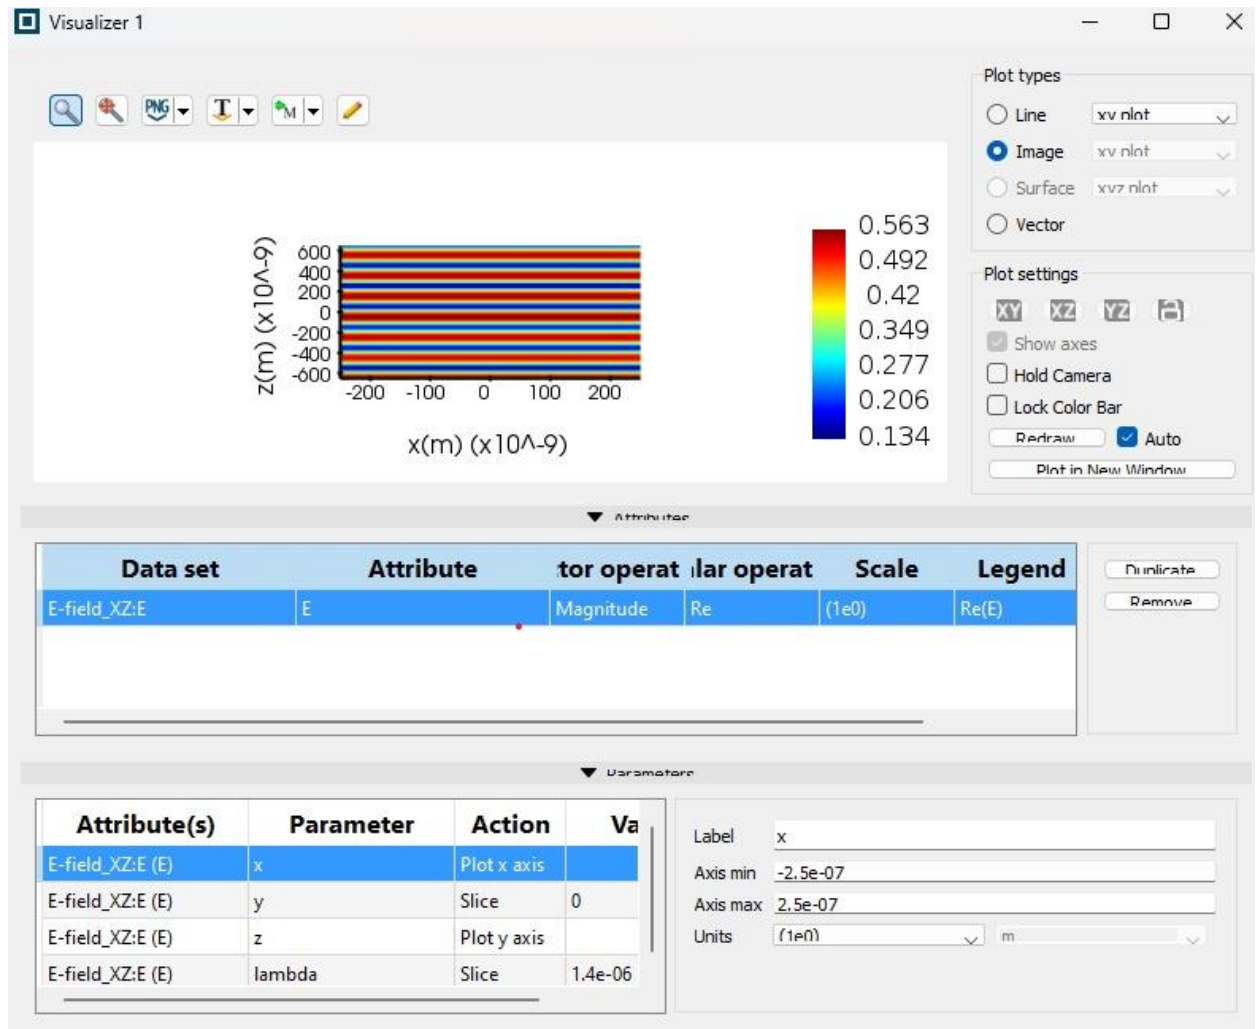 Visualizer 1
Plot types
PNG T M
Line xy plot
Image xy plot
Surface xyz plot
Vector
0.563
0.492
0.42
0.349
0.277
0.206
0.134
z(m) (x10^-9)
600
400
200
0
-200
-400
-600
-200 -100 0 100 200
x(m) (x10^-9)
Plot settings
XY XZ YZ
Show axes
Hold Camera
Lock Color Bar
Redraw Auto
Plot in New Window
Attributes
Data set Attribute tor operat lar operat Scale Legend
E-field_XZ:E E Magnitude Re (1e0) Re(E)
Duplicate
Remove
Parameters
Attribute(s) Parameter Action Va
E-field_XZ:E (E) x Plot x axis
E-field_XZ:E (E) y Slice 0
E-field_XZ:E (E) z Plot y axis
E-field_XZ:E (E) lambda Slice 1.4e-06
Label x
Axis min -2.5e-07
Axis max 2.5e-07
Units (1e0) m